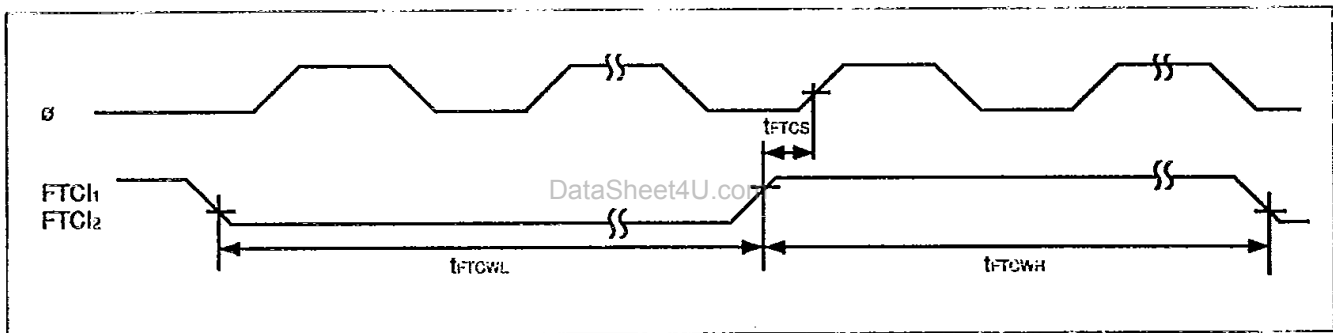 ø
tFTCS
FTCI1
FTCI2
DataSheet4U.com
tFTCWL
tFTCWH